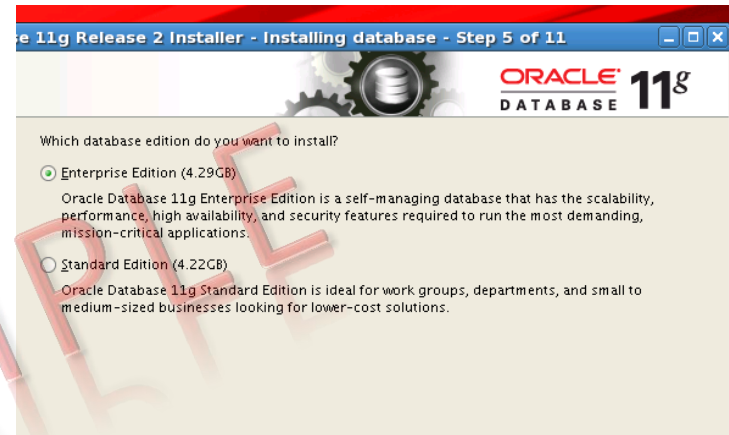 se 11g Release 2 Installer - Installing database - Step 5 of 11
ORACLE
DATABASE 11g
Which database edition do you want to install?
Enterprise Edition (4.29GB)
Oracle Database 11g Enterprise Edition is a self-managing database that has the scalability,
performance, high availability, and security features required to run the most demanding,
mission-critical applications.
Standard Edition (4.22GB)
Oracle Database 11g Standard Edition is ideal for work groups, departments, and small to
medium-sized businesses looking for lower-cost solutions.
PLE